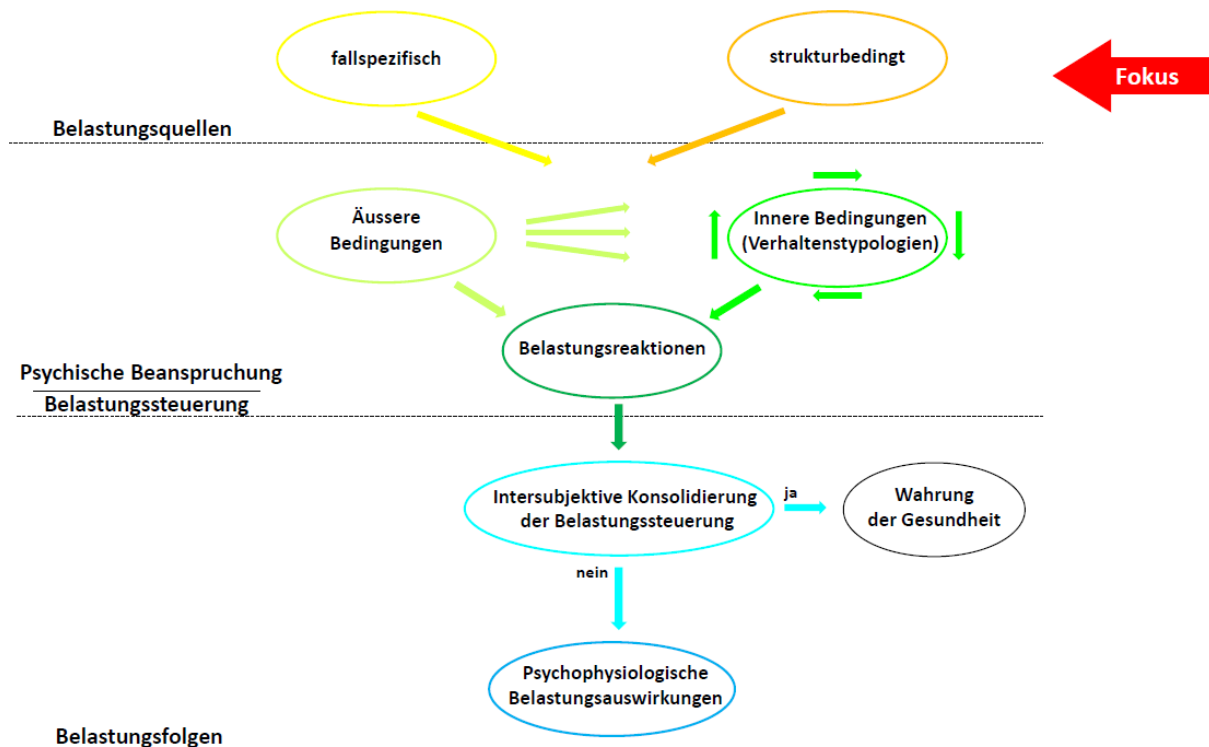 fallspezifisch
strukturbedingt
Fokus
Belastungsquellen
Äussere
Bedingungen
Innere Bedingungen
(Verhaltenstypologien)
Belastungsreaktionen
Psychische Beanspruchung
Belastungssteuerung
Intersubjektive Konsolidierung
der Belastungssteuerung
ja
Wahrung
der Gesundheit
nein
Psychophysiologische
Belastungsauswirkungen
Belastungsfolgen